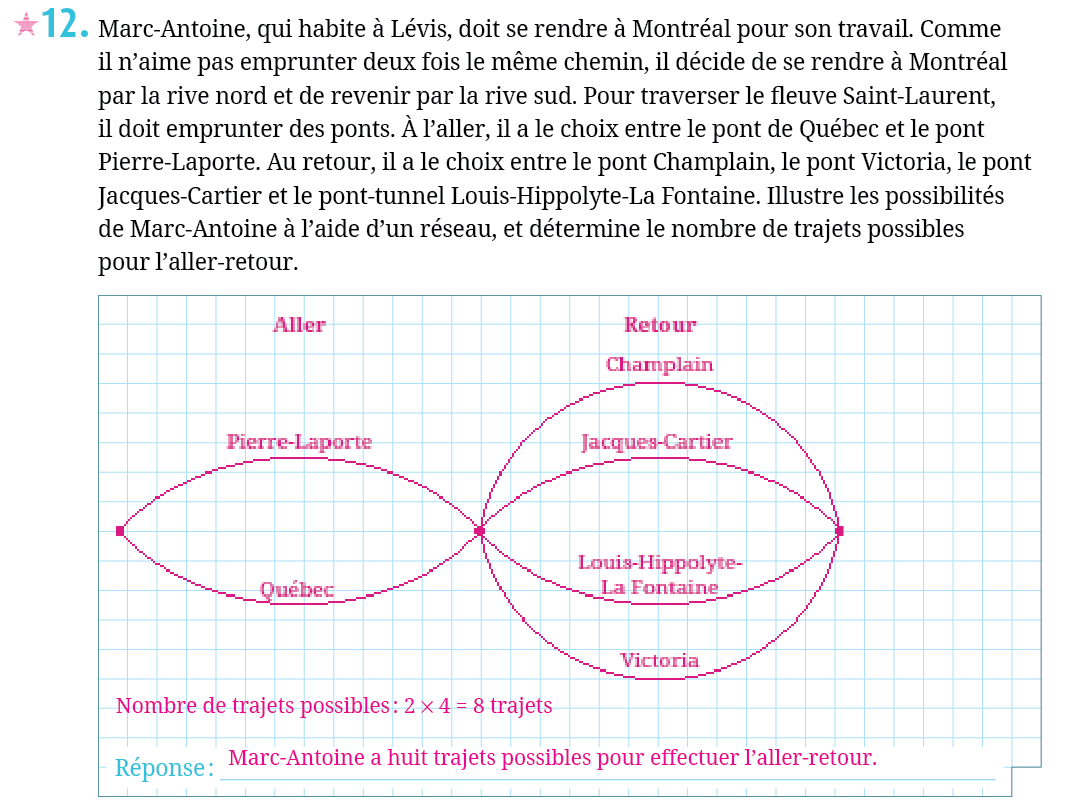 12. Marc-Antoine, qui habite à Lévis, doit se rendre à Montréal pour son travail. Comme
il n’aime pas emprunter deux fois le même chemin, il décide de se rendre à Montréal
par la rive nord et de revenir par la rive sud. Pour traverser le fleuve Saint-Laurent,
il doit emprunter des ponts. À l’aller, il a le choix entre le pont de Québec et le pont
Pierre-Laporte. Au retour, il a le choix entre le pont Champlain, le pont Victoria, le pont
Jacques-Cartier et le pont-tunnel Louis-Hippolyte-La Fontaine. Illustre les possibilités
de Marc-Antoine à l’aide d’un réseau, et détermine le nombre de trajets possibles
pour l’aller-retour.
Aller
Retour
Champlain
Pierre-Laporte
Jacques-Cartier
Québec
Louis-Hippolyte-
La Fontaine
Victoria
Nombre de trajets possibles : 2 × 4 = 8 trajets
Réponse : Marc-Antoine a huit trajets possibles pour effectuer l’aller-retour.